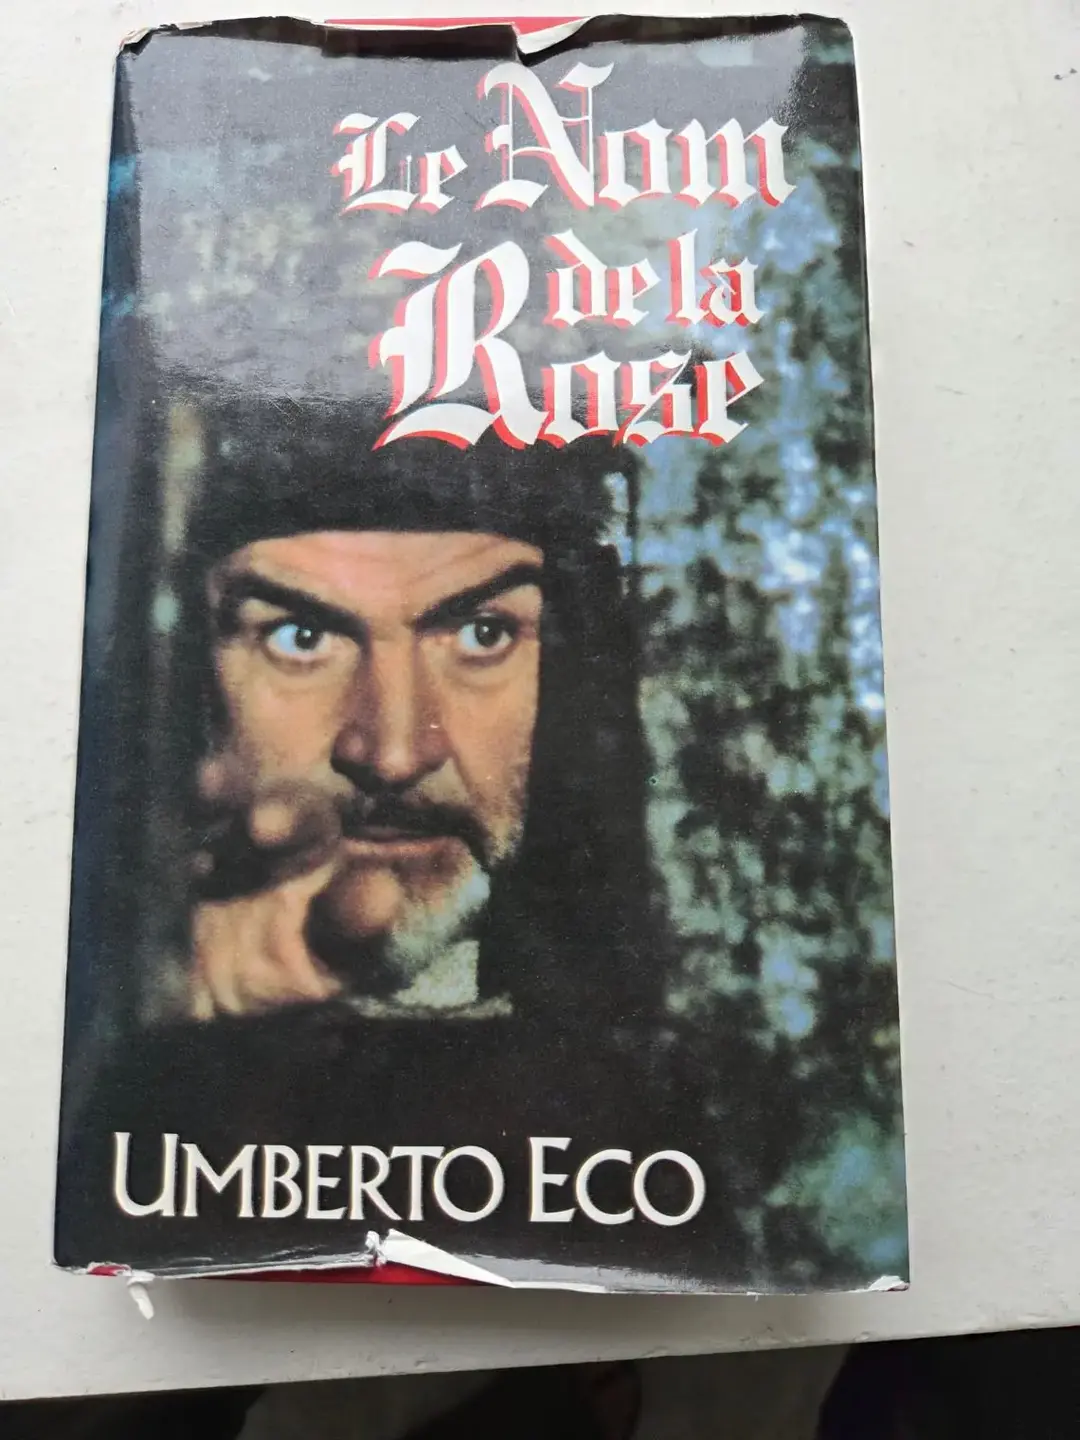 Le Nom
de la
Rose
UMBERTO ECO